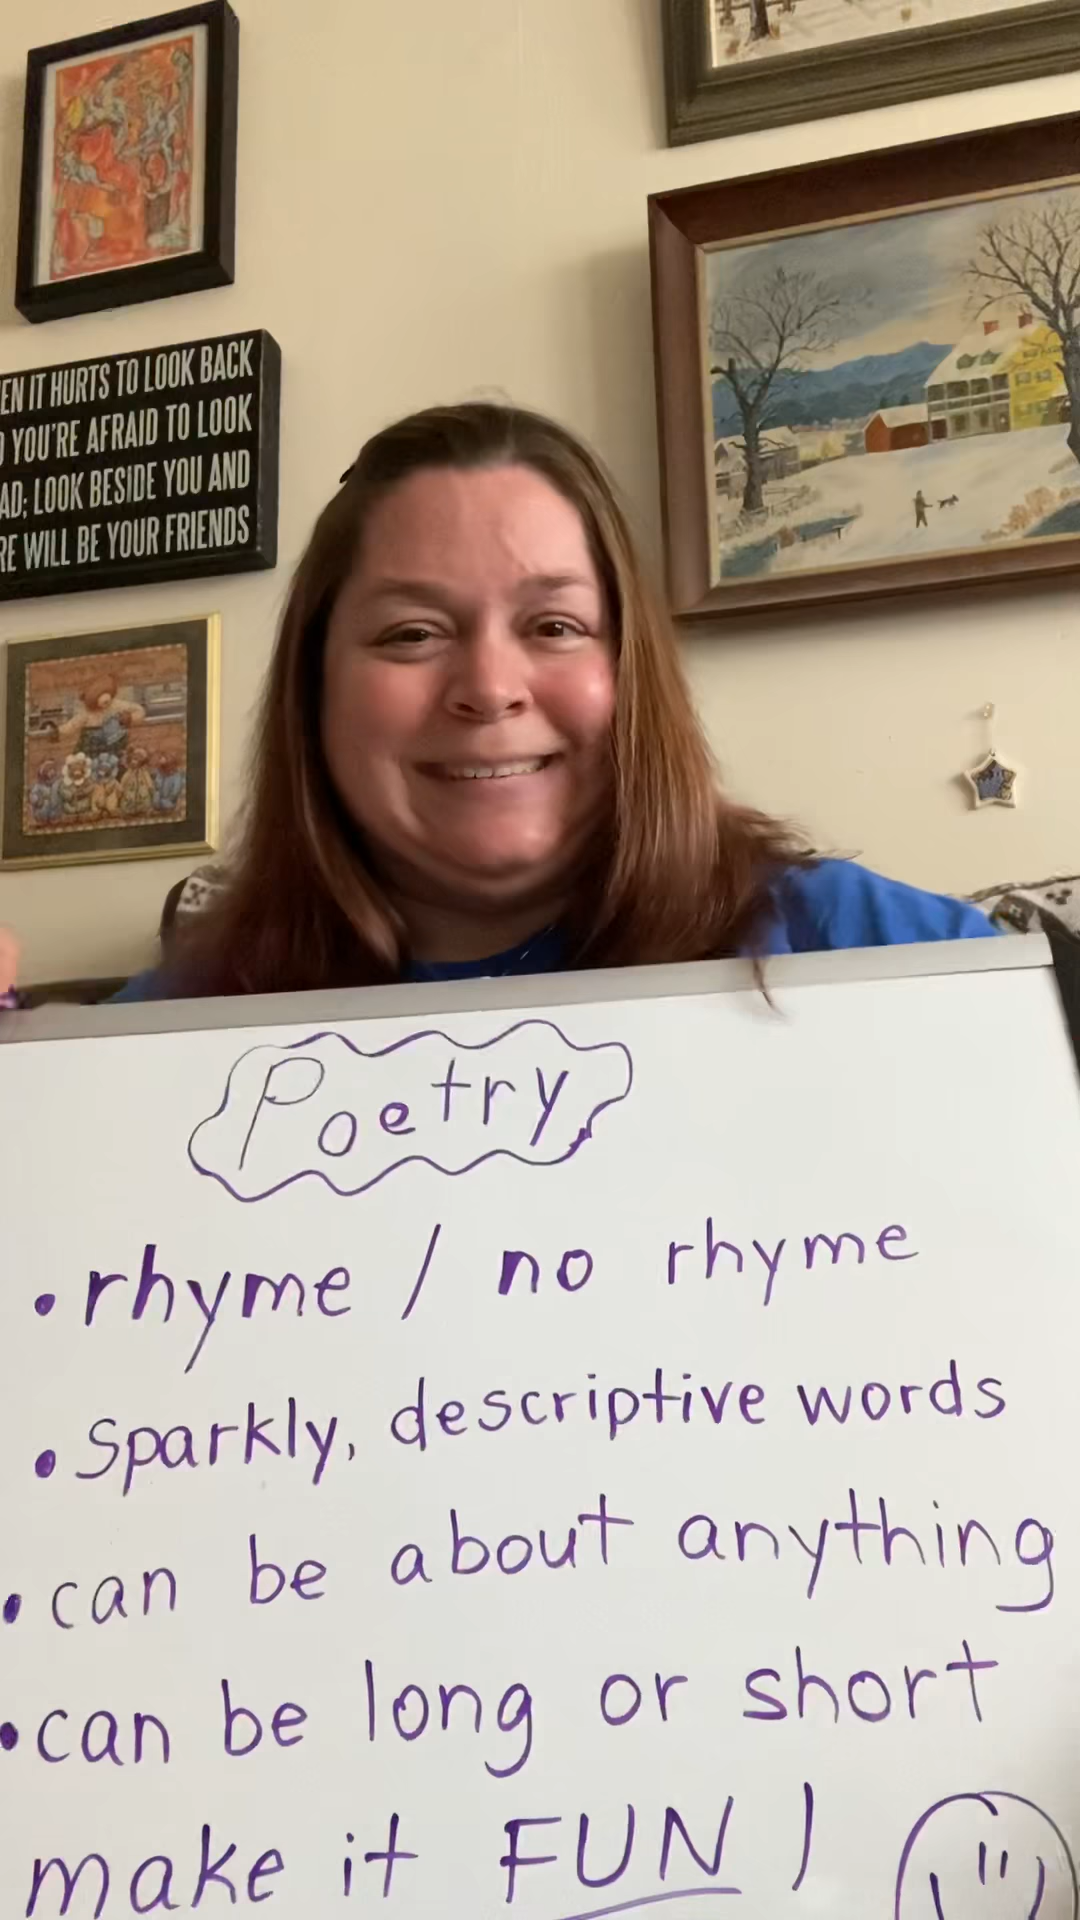 EN IT HURTS TO LOOK BACK
YOU'RE AFRAID TO LOOK
AD; LOOK BESIDE YOU AND
RE WILL BE YOUR FRIENDS
Poetry
• rhyme / no rhyme
• Sparkly, descriptive words
• can be about anything
• can be long or short
make it FUN!